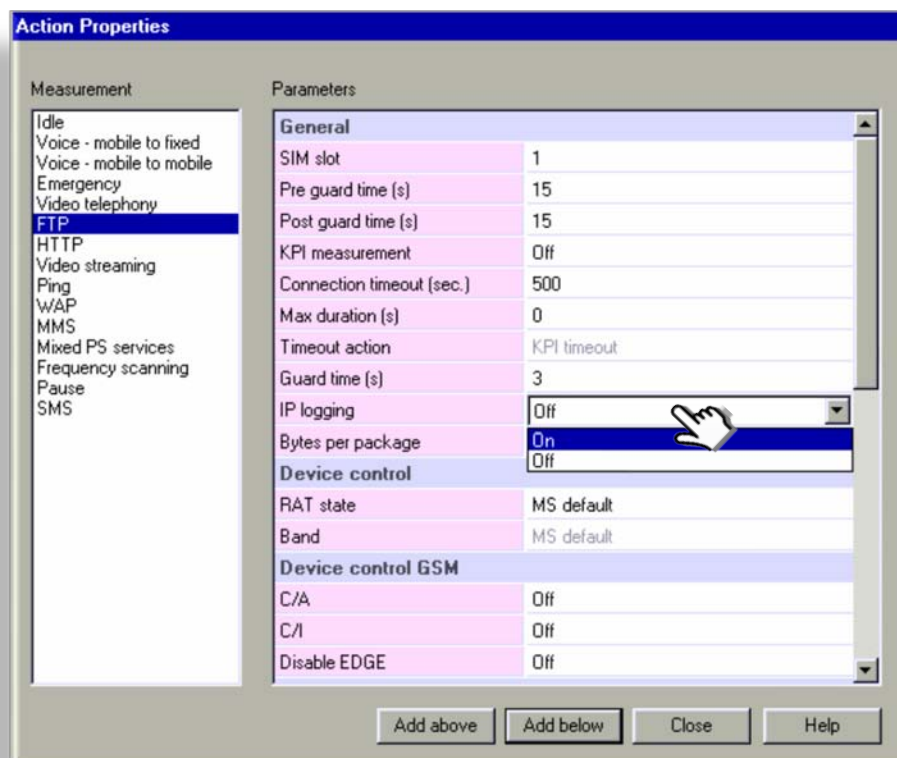 Action Properties
Measurement
Idle
Voice - mobile to fixed
Voice - mobile to mobile
Emergency
Video telephony
FTP
HTTP
Video streaming
Ping
WAP
MMS
Mixed PS services
Frequency scanning
Pause
SMS
Parameters
General
SIM slot 1
Pre guard time (s) 15
Post guard time (s) 15
KPI measurement Off
Connection timeout (sec.) 500
Max duration (s) 0
Timeout action KPI timeout
Guard time (s) 3
IP logging Off
Bytes per package On
Off
Device control
RAT state MS default
Band MS default
Device control GSM
C/A Off
C/I Off
Disable EDGE Off
Add above Add below Close Help